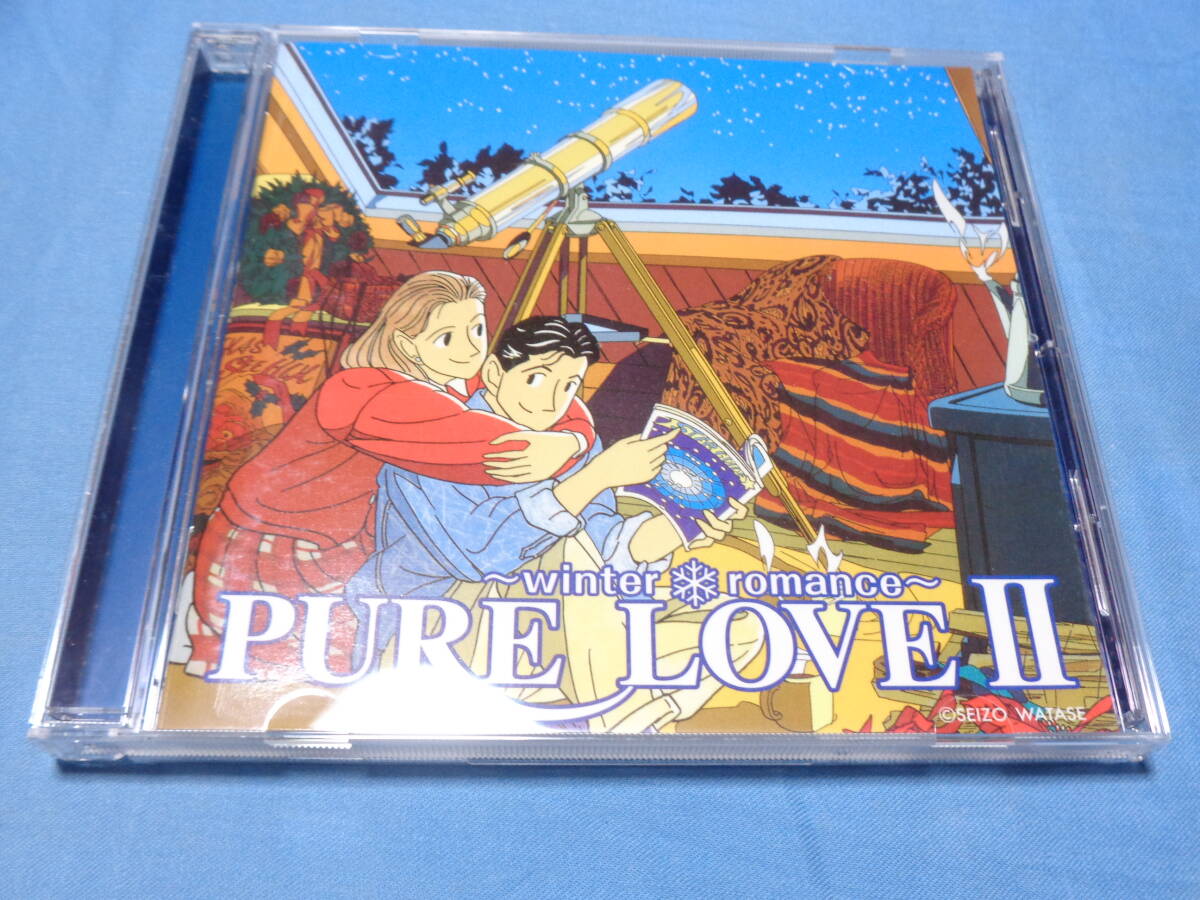 ~winter ❄ romance~
PURE LOVE II
©SEIZO WATASE